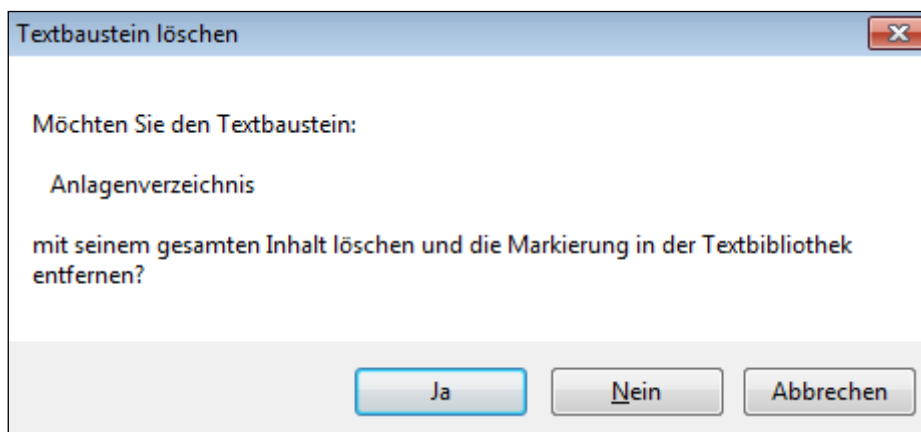 Textbaustein löschen
Möchten Sie den Textbaustein:
Anlagenverzeichnis
mit seinem gesamten Inhalt löschen und die Markierung in der Textbibliothek
entfernen?
Ja Nein Abbrechen